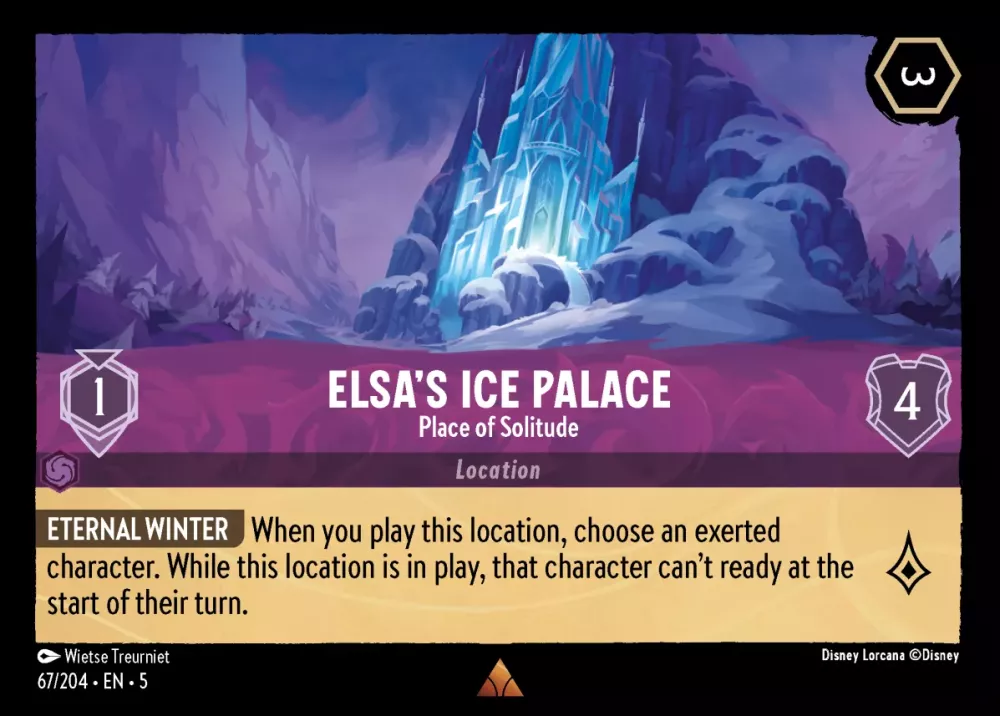 3
1
ELSA'S ICE PALACE
4
Place of Solitude
Location
ETERNAL WINTER When you play this location, choose an exerted
character. While this location is in play, that character can't ready at the
start of their turn.
Wietse Treurniet
Disney Lorcana ©Disney
67/204 • EN • 5